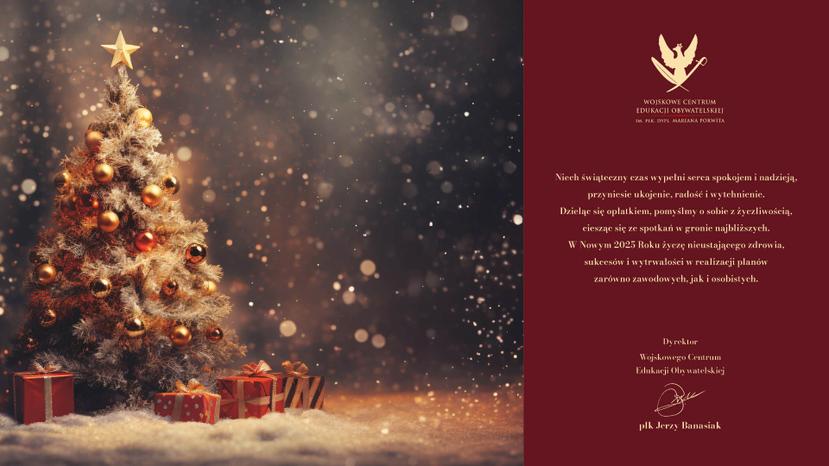 WOJSKOWE CENTRUM
EDUKACJI OBYWATELSKIEJ
IM. PŁK. DYPL. MARIANA PORWITA
Niech świąteczny czas wypełni serca spokojem i nadzieją,
przyniesie ukojenie, radość i wytchnienie.
Dzieląc się opłatkiem, pomyślmy o sobie z życzliwością,
ciesząc się ze spotkań w gronie najbliższych.
W Nowym 2025 Roku życzę nieustającego zdrowia,
sukcesów i wytrwałości w realizacji planów
zarówno zawodowych, jak i osobistych.
Dyrektor
Wojskowego Centrum
Edukacji Obywatelskiej
płk Jerzy Banasiak